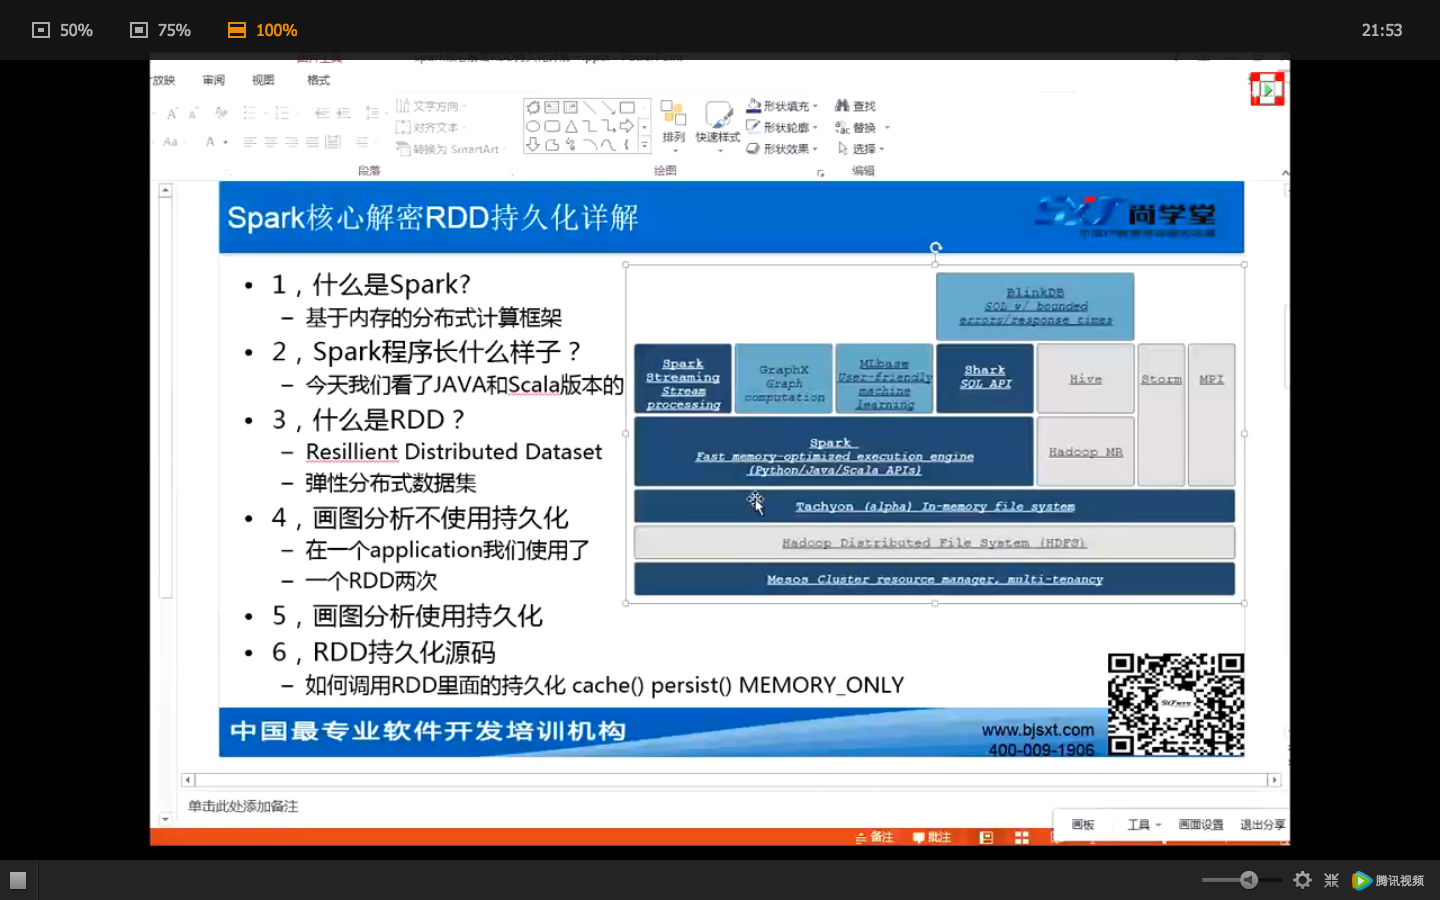 50%
75%
100%
21:53
放映
审阅
视图
格式
文字方向
对齐文本
转换为 SmartArt
Aa
A
段落
排列
快速样式
形状填充
形状轮廓
形状效果
绘图
查找
替换
选择
编辑
Spark核心解密RDD持久化详解
SXT 尚学堂
• 1，什么是Spark?
– 基于内存的分布式计算框架
• 2，Spark程序长什么样子？
– 今天我们看了JAVA和Scala版本的
• 3，什么是RDD？
– Resillient Distributed Dataset
– 弹性分布式数据集
• 4，画图分析不使用持久化
– 在一个application我们使用了
– 一个RDD两次
• 5，画图分析使用持久化
• 6，RDD持久化源码
– 如何调用RDD里面的持久化 cache() persist() MEMORY_ONLY
BlinkDB
SQL w/ bounded
errors/response times
Spark
Streaming
Stream
processing
GraphX
Graph
computation
MLbase
User-friendly
machine
learning
Shark
SQL API
Hive
Storm
MPI
Spark
Fast memory-optimized execution engine
(Python/Java/Scala APIs)
Hadoop MR
Tachyon (alpha) In-memory file system
Hadoop Distributed File System (HDFS)
Mesos Cluster resource manager, multi-tenancy
中国最专业软件开发培训机构
www.bjsxt.com
400-009-1906
单击此处添加备注
画板
工具
画面设置
退出分享
备注
批注
腾讯视频